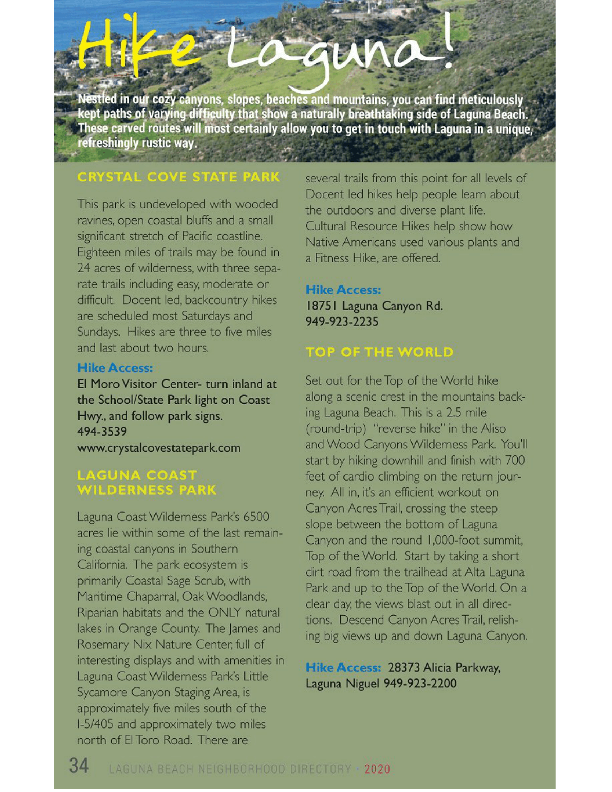 Hike Laguna!
Nestled in our cozy canyons, slopes, beaches and mountains, you can find meticulously
kept paths of varying difficulty that show a naturally breathtaking side of Laguna Beach.
These carved routes will most certainly allow you to get in touch with Laguna in a unique,
refreshingly rustic way.
CRYSTAL COVE STATE PARK
This park is undeveloped with wooded
ravines, open coastal bluffs and a small
significant stretch of Pacific coastline.
Eighteen miles of trails may be found in
24 acres of wilderness, with three sepa-
rate trails including easy, moderate or
difficult. Docent led, backcountry hikes
are scheduled most Saturdays and
Sundays. Hikes are three to five miles
and last about two hours.
Hike Access:
El Moro Visitor Center- turn inland at
the School/State Park light on Coast
Hwy., and follow park signs.
494-3539
www.crystalcovestatepark.com
LAGUNA COAST
WILDERNESS PARK
Laguna Coast Wilderness Park's 6500
acres lie within some of the last remain-
ing coastal canyons in Southern
California. The park ecosystem is
primarily Coastal Sage Scrub, with
Maritime Chaparral, Oak Woodlands,
Riparian habitats and the ONLY natural
lakes in Orange County. The James and
Rosemary Nix Nature Center, full of
interesting displays and with amenities in
Laguna Coast Wilderness Park's Little
Sycamore Canyon Staging Area, is
approximately five miles south of the
I-5/405 and approximately two miles
north of El Toro Road. There are
several trails from this point for all levels of
Docent led hikes help people learn about
the outdoors and diverse plant life.
Cultural Resource Hikes help show how
Native Americans used various plants and
a Fitness Hike, are offered.
Hike Access:
18751 Laguna Canyon Rd.
949-923-2235
TOP OF THE WORLD
Set out for the Top of the World hike
along a scenic crest in the mountains back-
ing Laguna Beach. This is a 2.5 mile
(round-trip) "reverse hike" in the Aliso
and Wood Canyons Wilderness Park. You'll
start by hiking downhill and finish with 700
feet of cardio climbing on the return jour-
ney. All in, it's an efficient workout on
Canyon Acres Trail, crossing the steep
slope between the bottom of Laguna
Canyon and the round 1,000-foot summit,
Top of the World. Start by taking a short
dirt road from the trailhead at Alta Laguna
Park and up to the Top of the World. On a
clear day, the views blast out in all direc-
tions. Descend Canyon Acres Trail, relish-
ing big views up and down Laguna Canyon.
Hike Access: 28373 Alicia Parkway,
Laguna Niguel 949-923-2200
34 LAGUNA BEACH NEIGHBORHOOD DIRECTORY · 2020